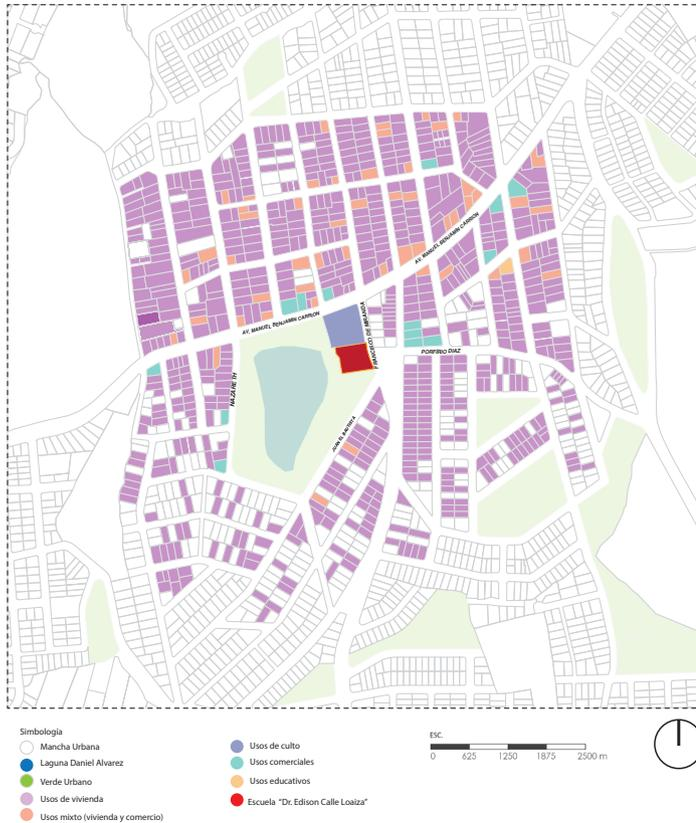 AV. MANUEL BENJAMIN CARRION
AV. MANUEL BENJAMIN CARRION
FRANCISCO DE MIRANDA
PORFIRIO DIAZ
NAZARETH
JUAN EL BAUTISTA
Simbología
Mancha Urbana
Laguna Daniel Alvarez
Verde Urbano
Usos de vivienda
Usos mixto (vivienda y comercio)
Usos de culto
Usos comerciales
Usos educativos
Escuela "Dr. Edison Calle Loaiza"
ESC.
0 625 1250 1875 2500 m